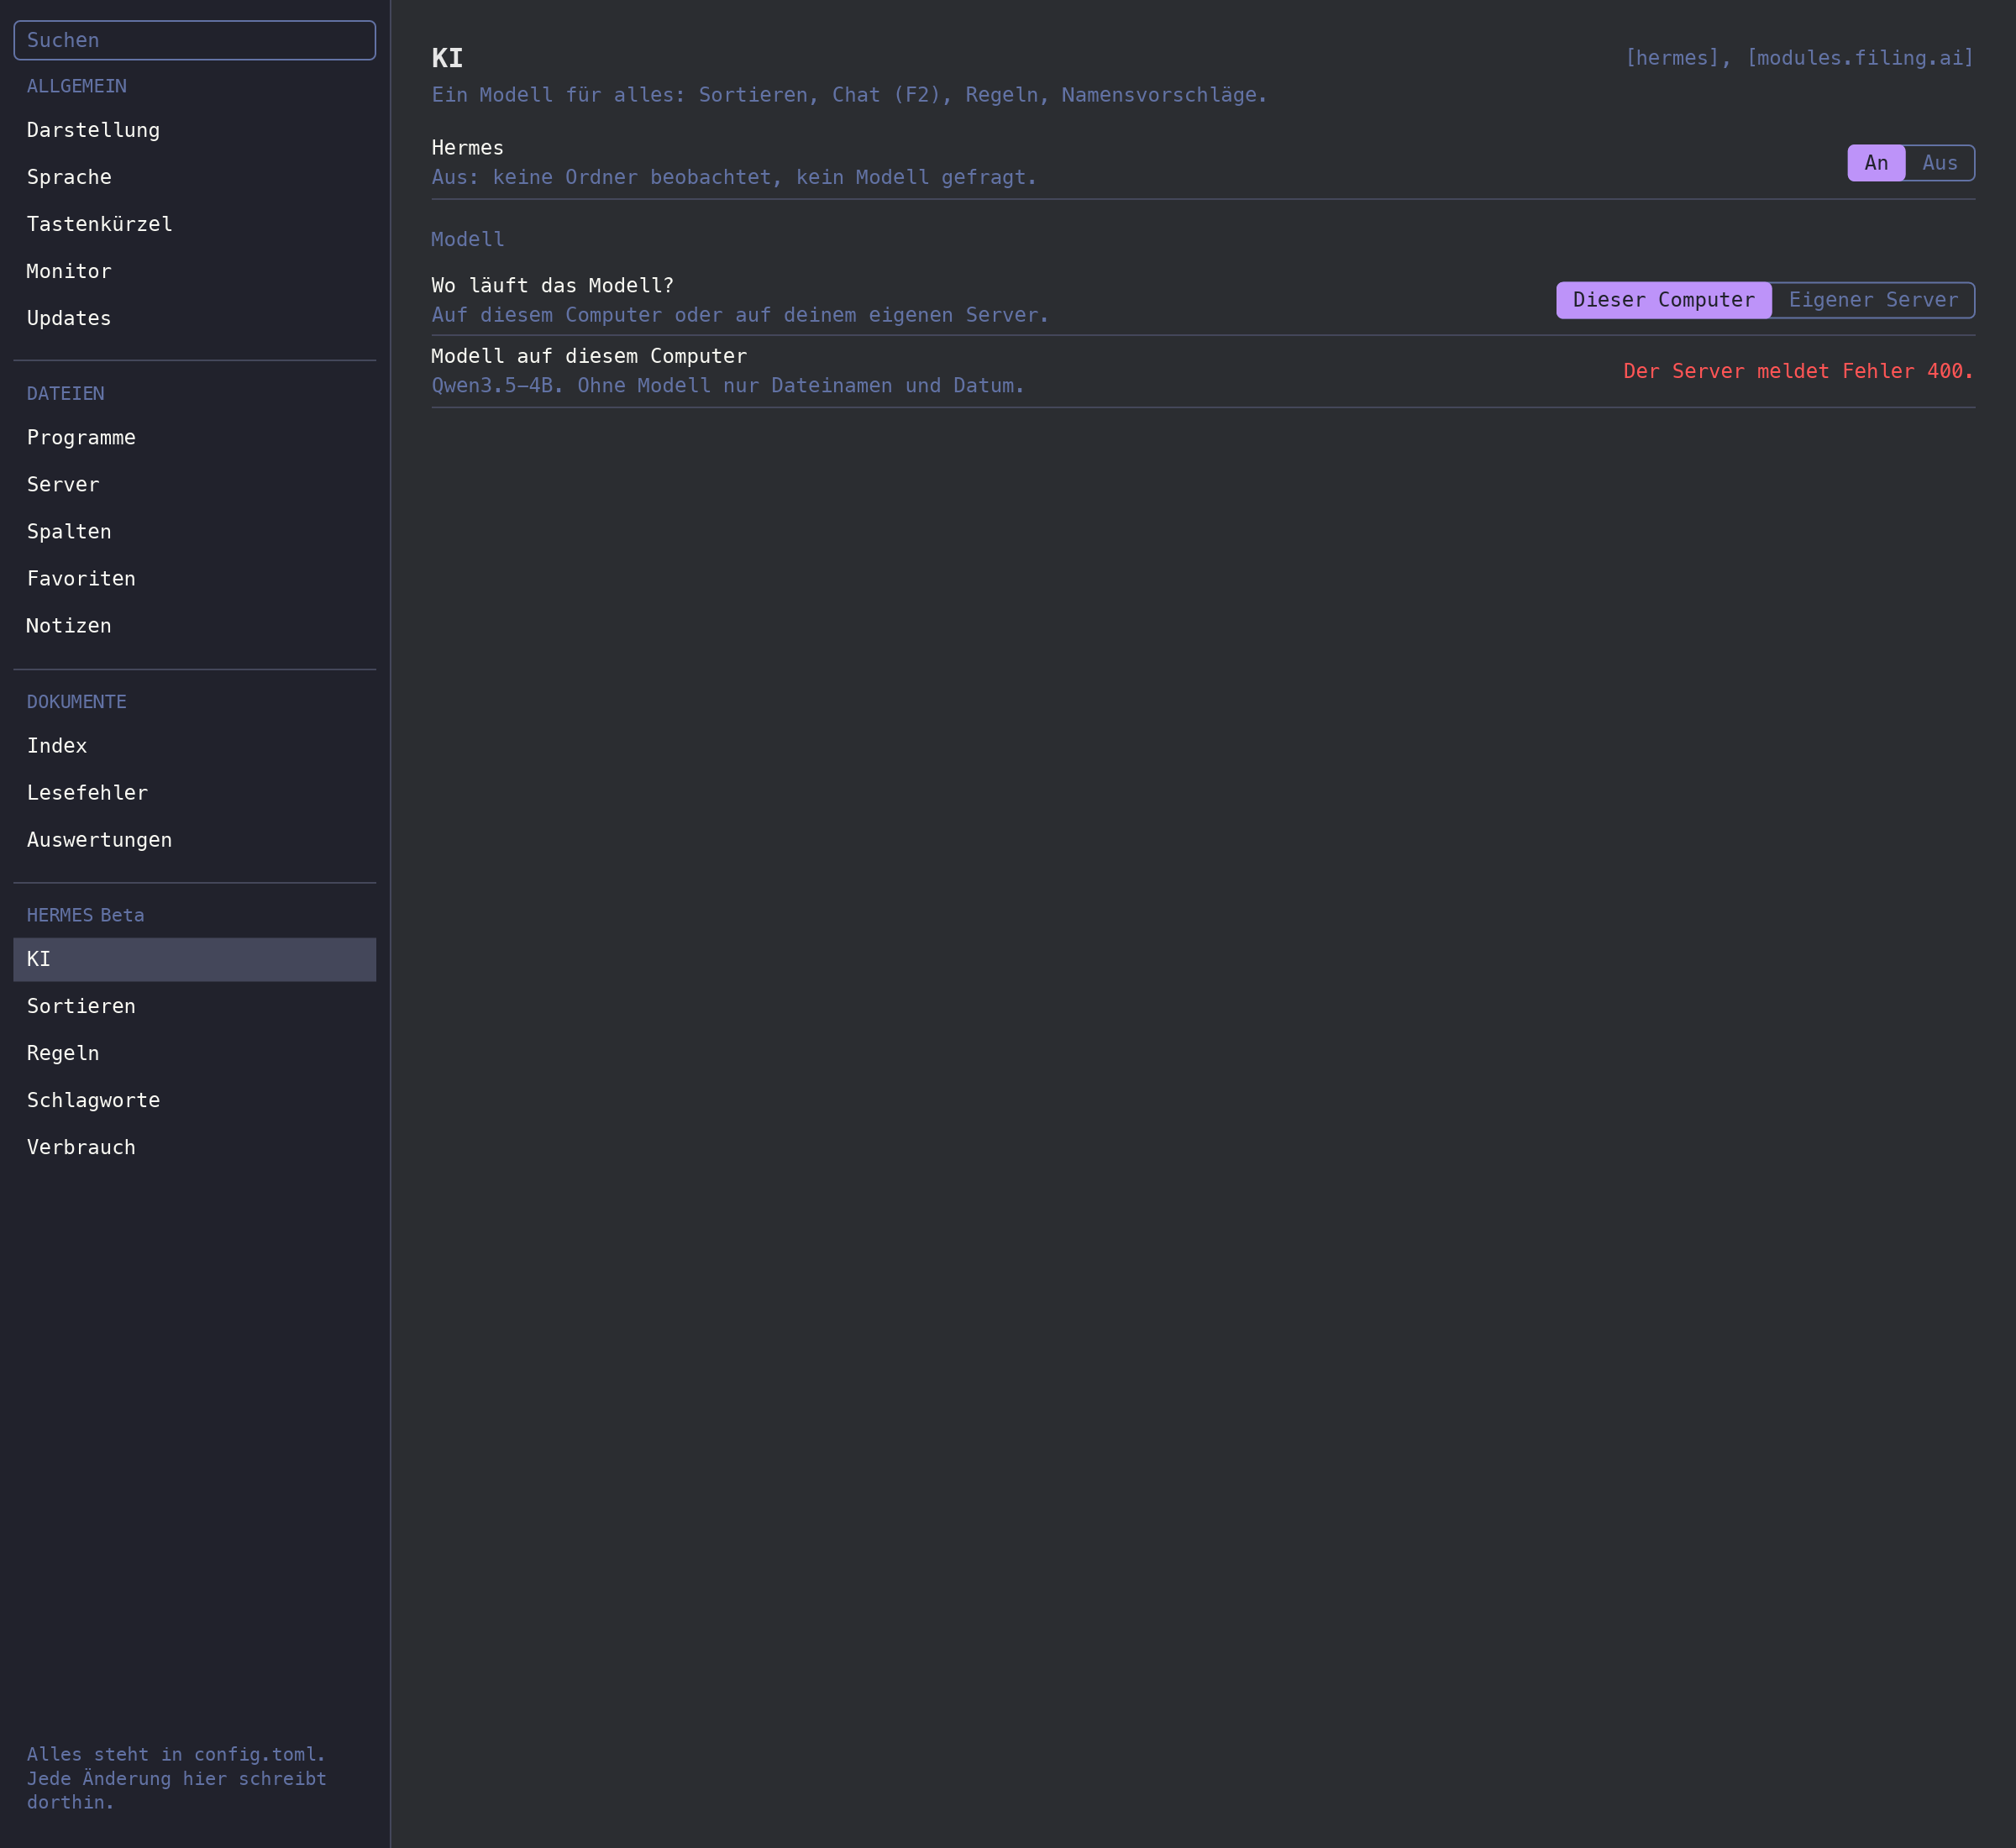 Suchen
ALLGEMEIN
Darstellung
Sprache
Tastenkürzel
Monitor
Updates
DATEIEN
Programme
Server
Spalten
Favoriten
Notizen
DOKUMENTE
Index
Lesefehler
Auswertungen
HERMES Beta
KI
Sortieren
Regeln
Schlagworte
Verbrauch
Alles steht in config.toml.
Jede Änderung hier schreibt
dorthin.
KI
[hermes], [modules.filing.ai]
Ein Modell für alles: Sortieren, Chat (F2), Regeln, Namensvorschläge.
Hermes
Aus: keine Ordner beobachtet, kein Modell gefragt.
An Aus
Modell
Wo läuft das Modell?
Auf diesem Computer oder auf deinem eigenen Server.
Dieser Computer Eigener Server
Modell auf diesem Computer
Qwen3.5–4B. Ohne Modell nur Dateinamen und Datum.
Der Server meldet Fehler 400.